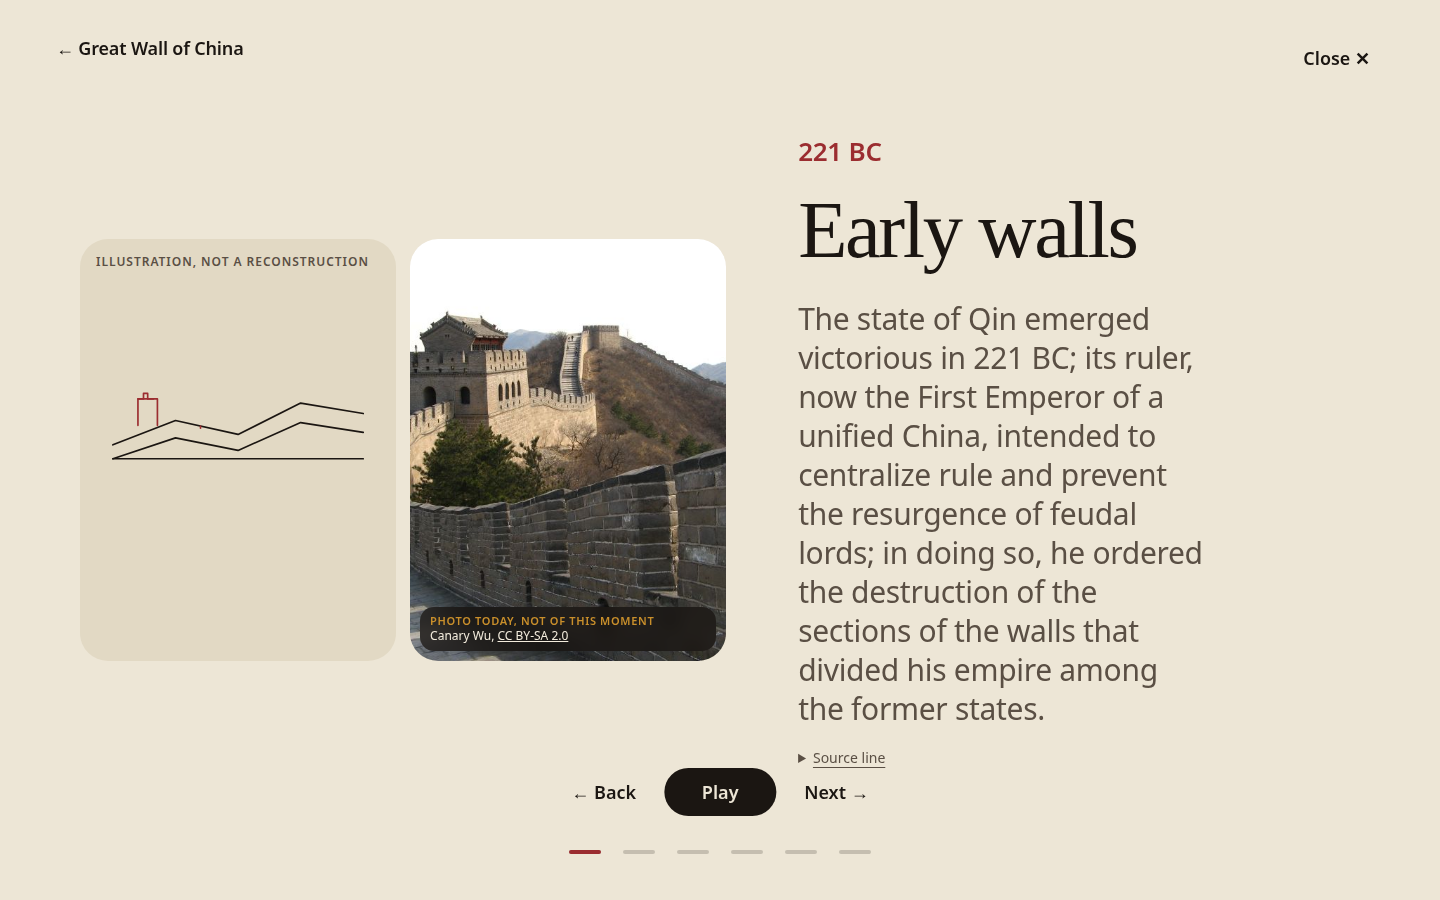 ← Great Wall of China
Close ✕
ILLUSTRATION, NOT A RECONSTRUCTION
PHOTO TODAY, NOT OF THIS MOMENT
Canary Wu, CC BY-SA 2.0
221 BC
Early walls
The state of Qin emerged
victorious in 221 BC; its ruler,
now the First Emperor of a
unified China, intended to
centralize rule and prevent
the resurgence of feudal
lords; in doing so, he ordered
the destruction of the
sections of the walls that
divided his empire among
the former states.
▶ Source line
← Back
Play
Next →